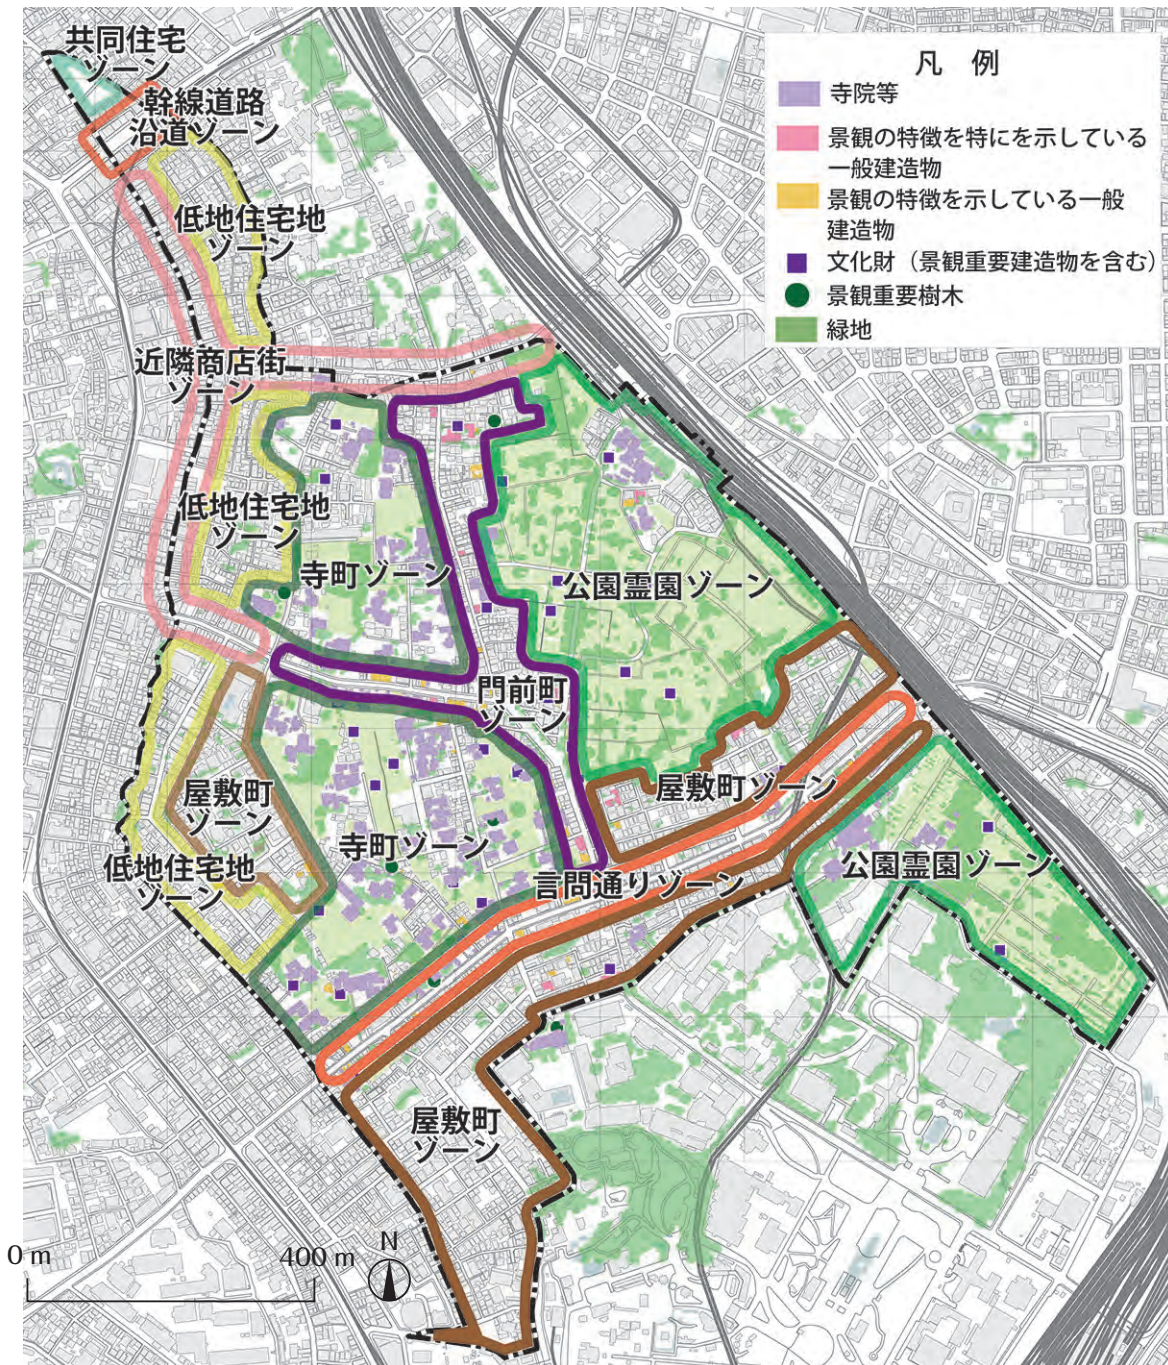 共同住宅
ゾーン
幹線道路
沿道ゾーン
低地住宅地
ゾーン
近隣商店街
ゾーン
低地住宅地
ゾーン
寺町ゾーン
公園霊園ゾーン
門前町
ゾーン
屋敷町
ゾーン
屋敷町ゾーン
寺町ゾーン
低地住宅地
ゾーン
言問通りゾーン
公園霊園ゾーン
屋敷町
ゾーン
凡 例
寺院等
景観の特徴を特にを示している
一般建造物
景観の特徴を示している一般
建造物
文化財（景観重要建造物を含む）
景観重要樹木
緑地
0 m
400 m
N